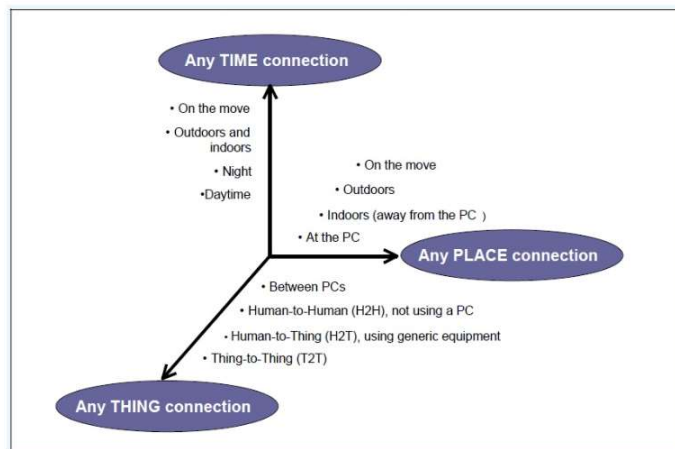 Any TIME connection
• On the move
• Outdoors and
indoors
• Night
•Daytime
• On the move
• Outdoors
• Indoors (away from the PC )
• At the PC
Any PLACE connection
• Between PCs
• Human-to-Human (H2H), not using a PC
• Human-to-Thing (H2T), using generic equipment
• Thing-to-Thing (T2T)
Any THING connection